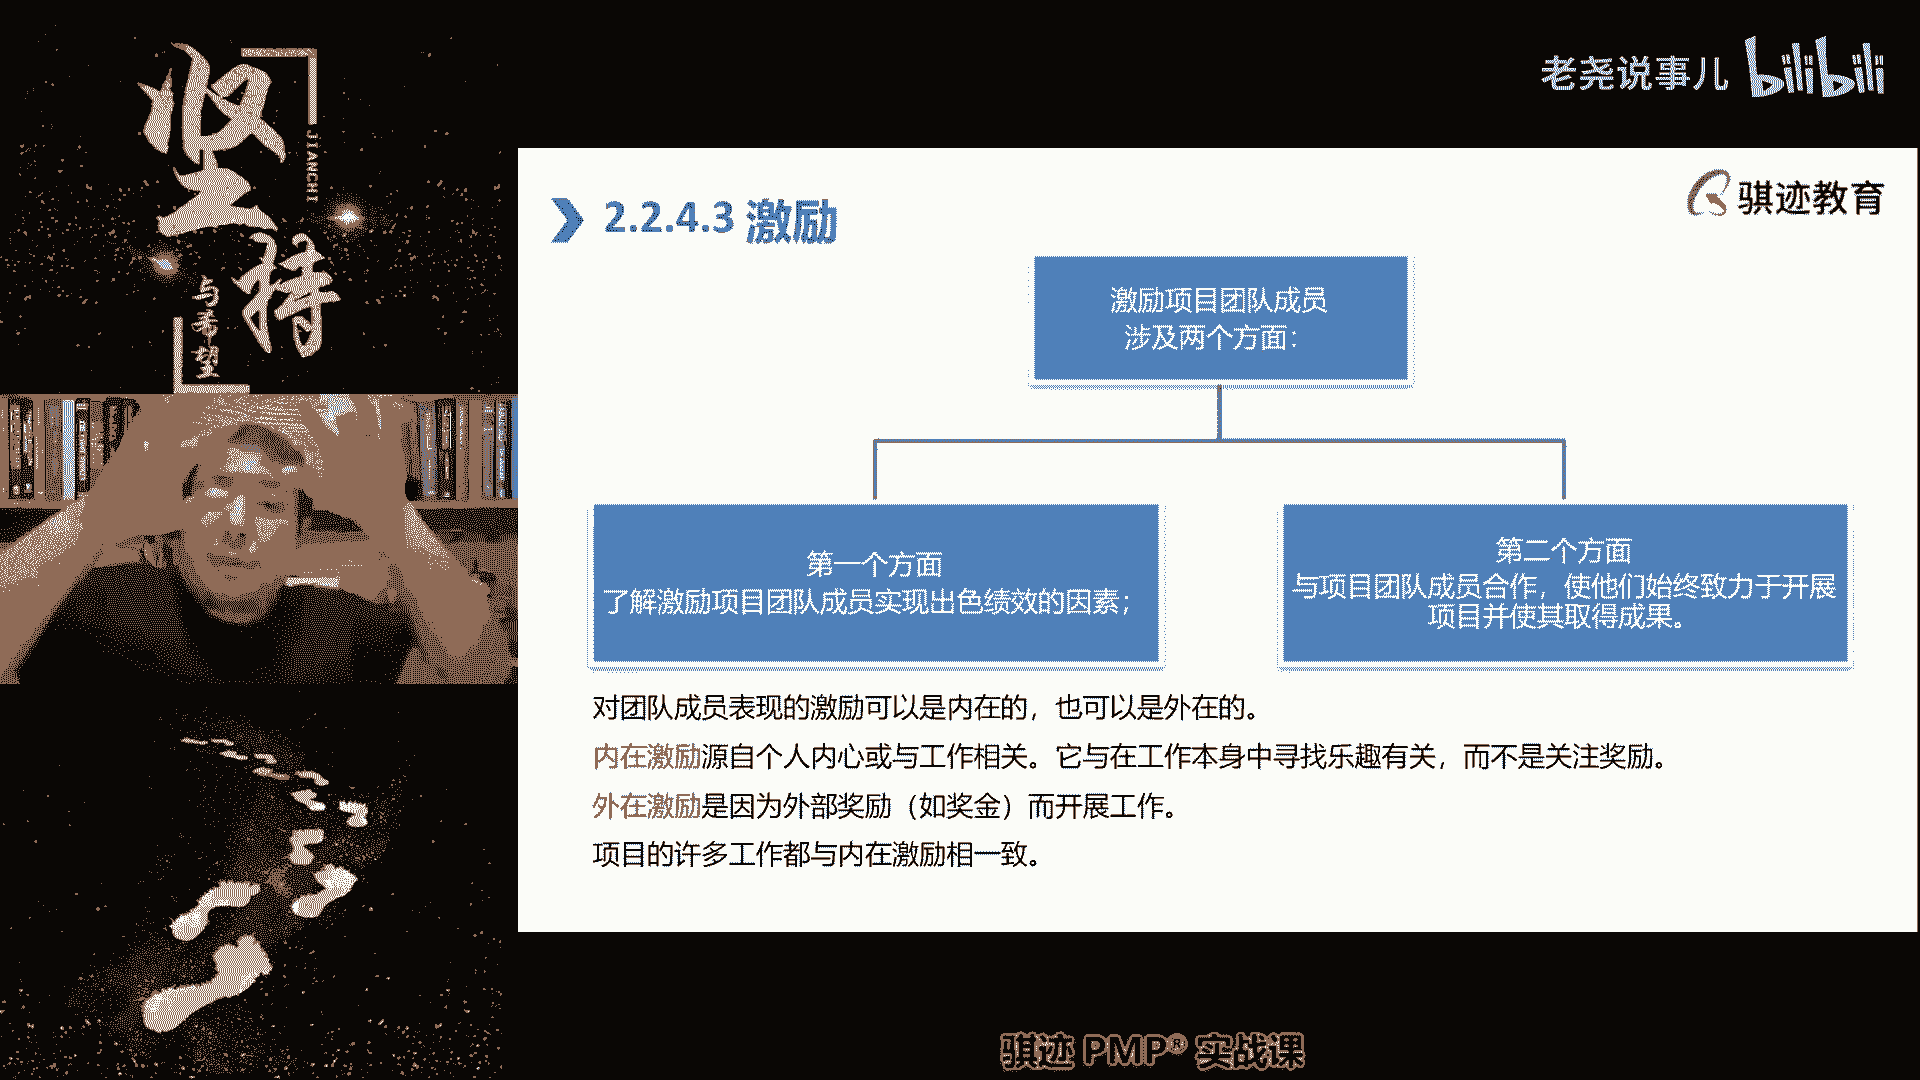 坚持
JIANCHI
与希望
老尧说事儿 bilibili
骐迹教育
2.2.4.3 激励
激励项目团队成员
涉及两个方面：
第一个方面
了解激励项目团队成员实现出色绩效的因素；
第二个方面
与项目团队成员合作，使他们始终致力于开展
项目并使其取得成果。
对团队成员表现的激励可以是内在的，也可以是外在的。
内在激励源自个人内心或与工作相关。它与在工作本身中寻找乐趣有关，而不是关注奖励。
外在激励是因为外部奖励（如奖金）而开展工作。
项目的许多工作都与内在激励相一致。
骐迹 PMP® 实战课